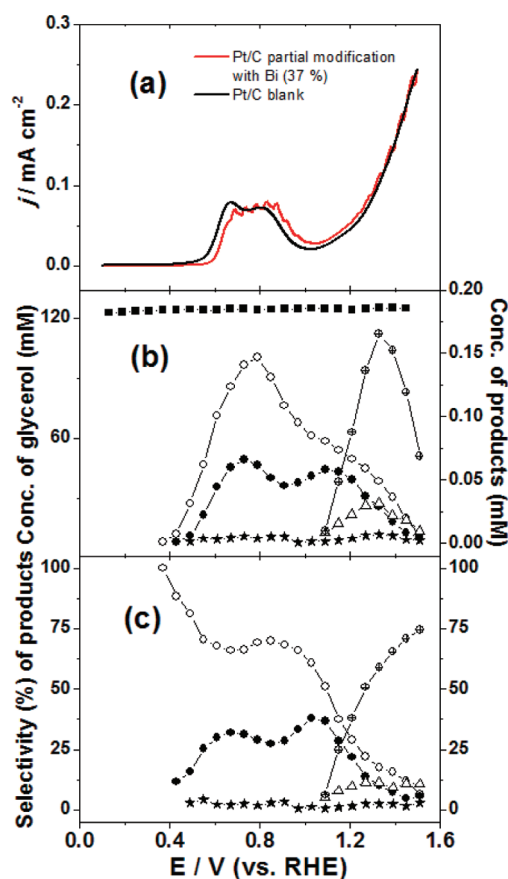 0.3
0.2
0.1
0.0
j / mA cm⁻²
(a)
Pt/C partial modification
with Bi (37 %)
Pt/C blank
120
60
Conc. of glycerol (mM)
(b)
0.20
0.15
0.10
0.05
0.00
Conc. of products (mM)
100
75
50
25
0
Selectivity (%) of products
(c)
100
75
50
25
0
0.0 0.4 0.8 1.2 1.6
E / V (vs. RHE)